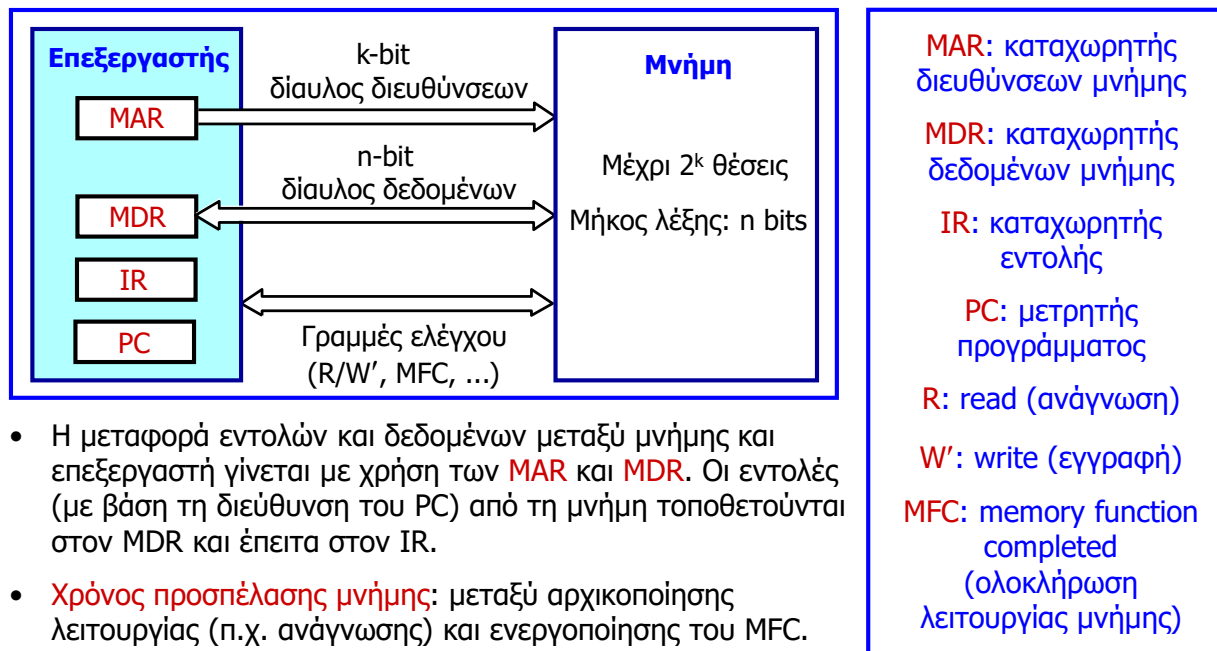 Επεξεργαστής
MAR
MDR
IR
PC
k-bit
δίαυλος διευθύνσεων
n-bit
δίαυλος δεδομένων
Γραμμές ελέγχου
(R/W′, MFC, ...)
Μνήμη
Μέχρι 2ᵏ θέσεις
Μήκος λέξης: n bits
• Η μεταφορά εντολών και δεδομένων μεταξύ μνήμης και
επεξεργαστή γίνεται με χρήση των MAR και MDR. Οι εντολές
(με βάση τη διεύθυνση του PC) από τη μνήμη τοποθετούνται
στον MDR και έπειτα στον IR.
• Χρόνος προσπέλασης μνήμης: μεταξύ αρχικοποίησης
λειτουργίας (π.χ. ανάγνωσης) και ενεργοποίησης του MFC.
MAR: καταχωρητής
διευθύνσεων μνήμης
MDR: καταχωρητής
δεδομένων μνήμης
IR: καταχωρητής
εντολής
PC: μετρητής
προγράμματος
R: read (ανάγνωση)
W′: write (εγγραφή)
MFC: memory function
completed
(ολοκλήρωση
λειτουργίας μνήμης)